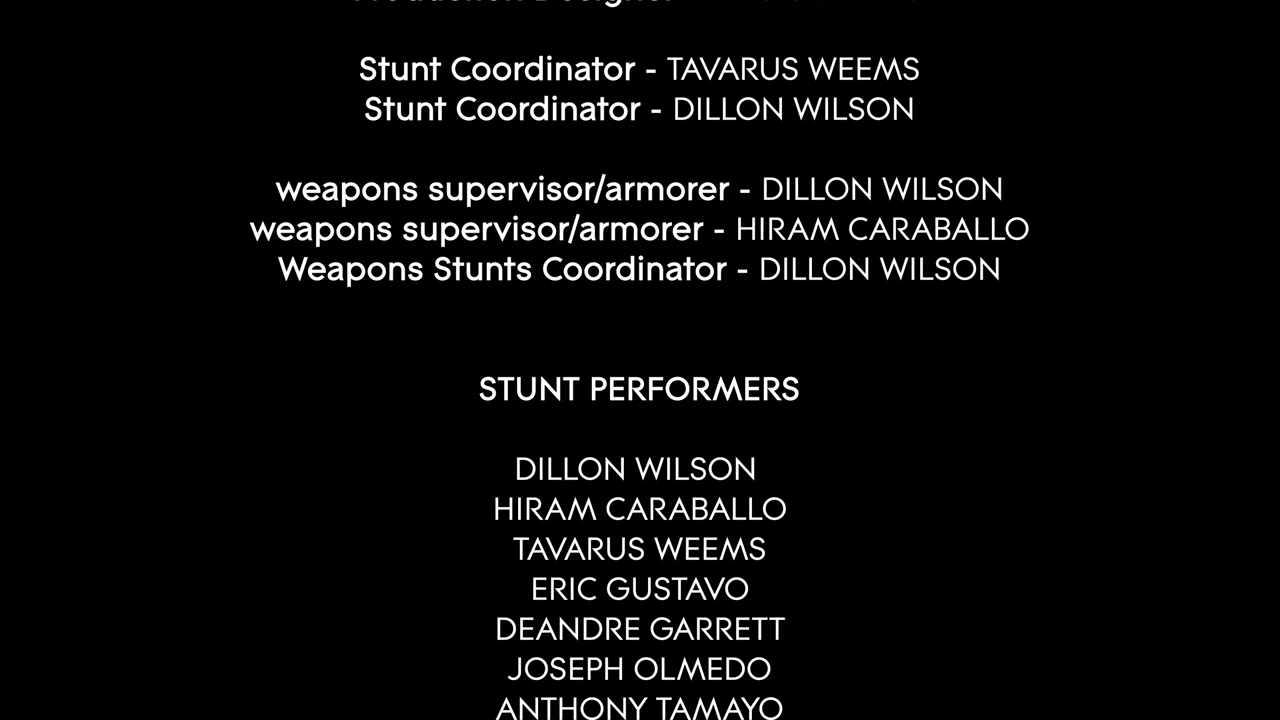 Production Designer
Stunt Coordinator - TAVARUS WEEMS
Stunt Coordinator - DILLON WILSON
weapons supervisor/armorer - DILLON WILSON
weapons supervisor/armorer - HIRAM CARABALLO
Weapons Stunts Coordinator - DILLON WILSON
STUNT PERFORMERS
DILLON WILSON
HIRAM CARABALLO
TAVARUS WEEMS
ERIC GUSTAVO
DEANDRE GARRETT
JOSEPH OLMEDO
ANTHONY TAMAYO